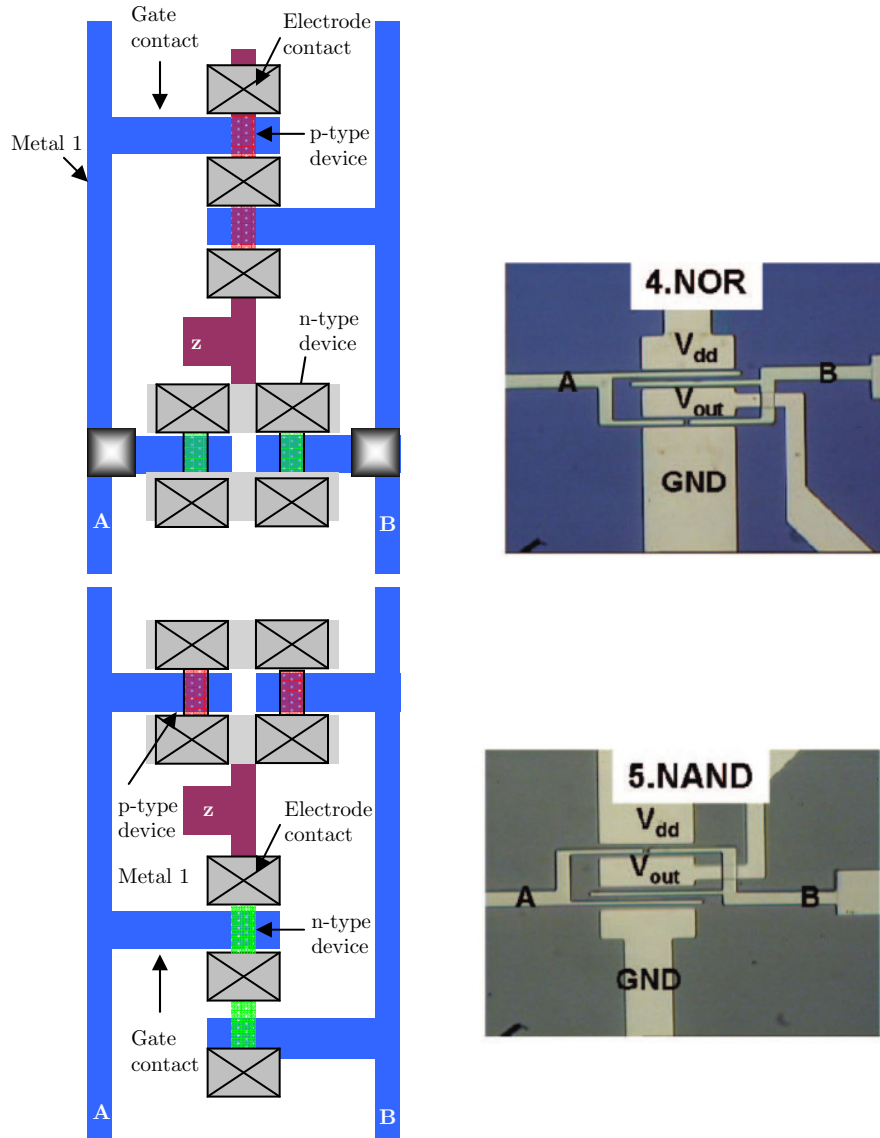 Gate
contact
Electrode
contact
Metal 1
p-type
device
n-type
device
z
A
B
4.NOR
Vdd
A
B
Vout
GND
p-type
device
z
Electrode
contact
Metal 1
n-type
device
Gate
contact
A
B
5.NAND
Vdd
Vout
A
B
GND